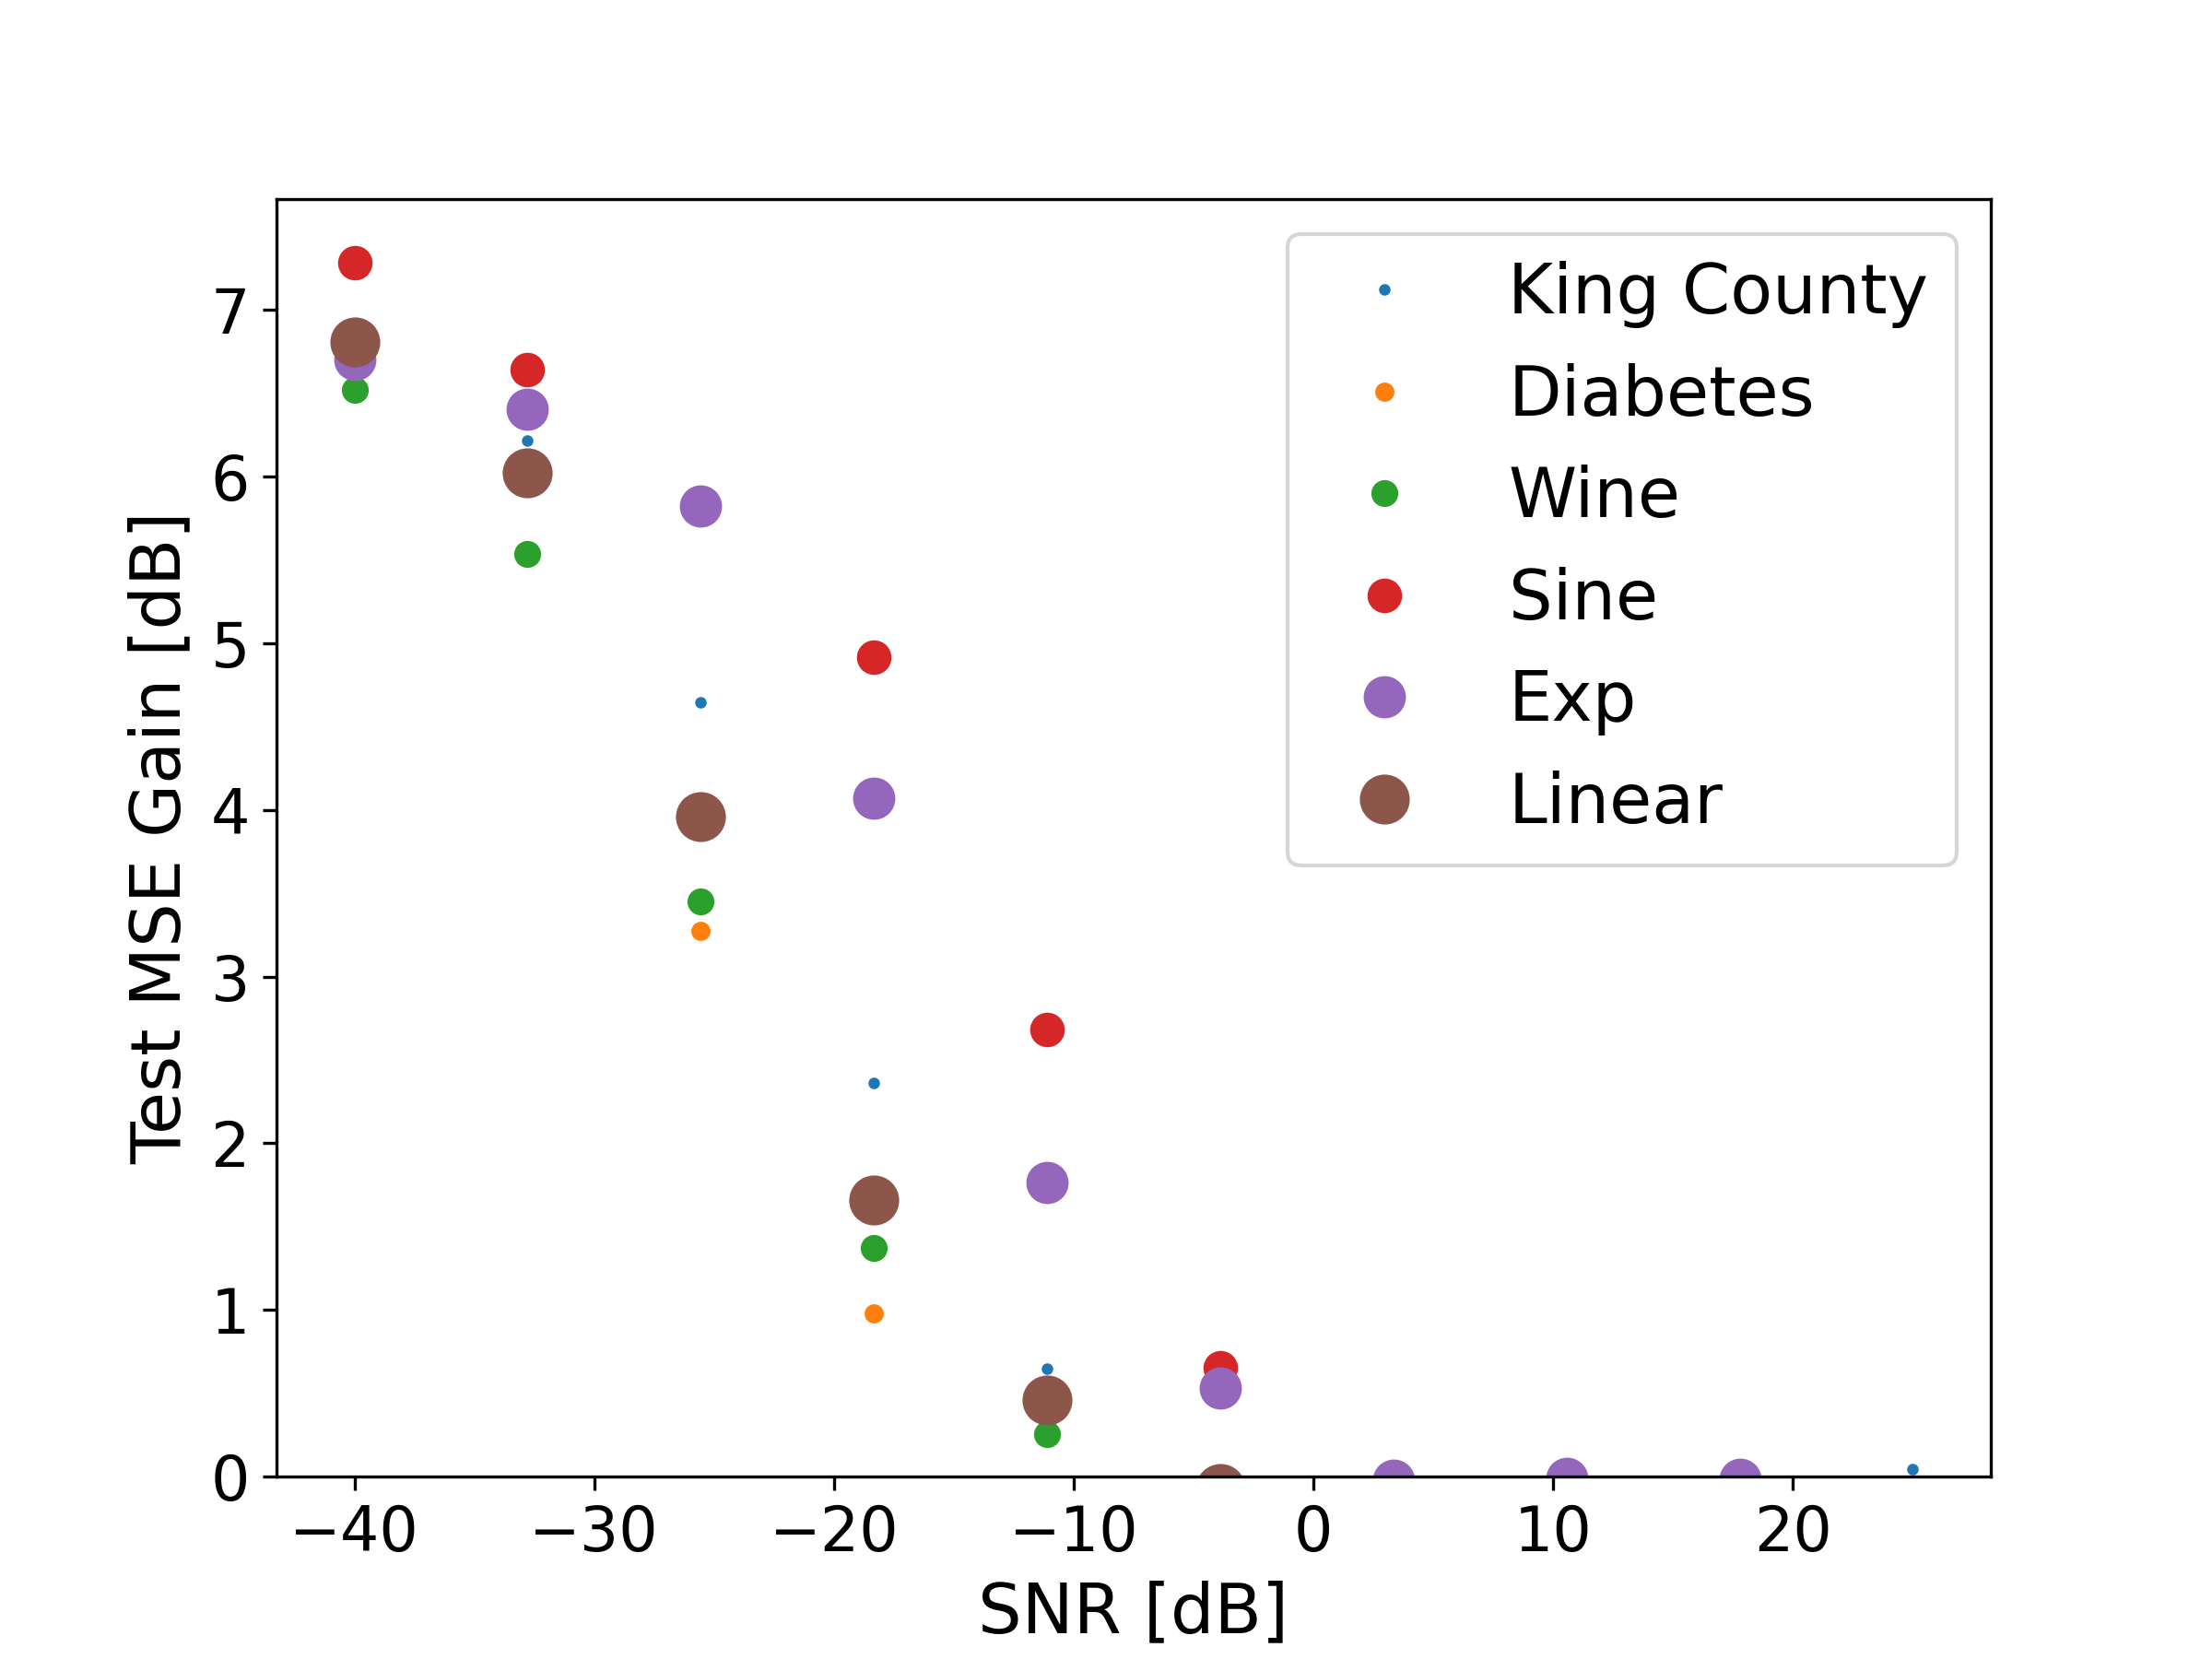 King County
Diabetes
Wine
Sine
Exp
Linear
7
6
5
4
3
2
1
0
Test MSE Gain [dB]
−40 −30 −20 −10 0 10 20
SNR [dB]